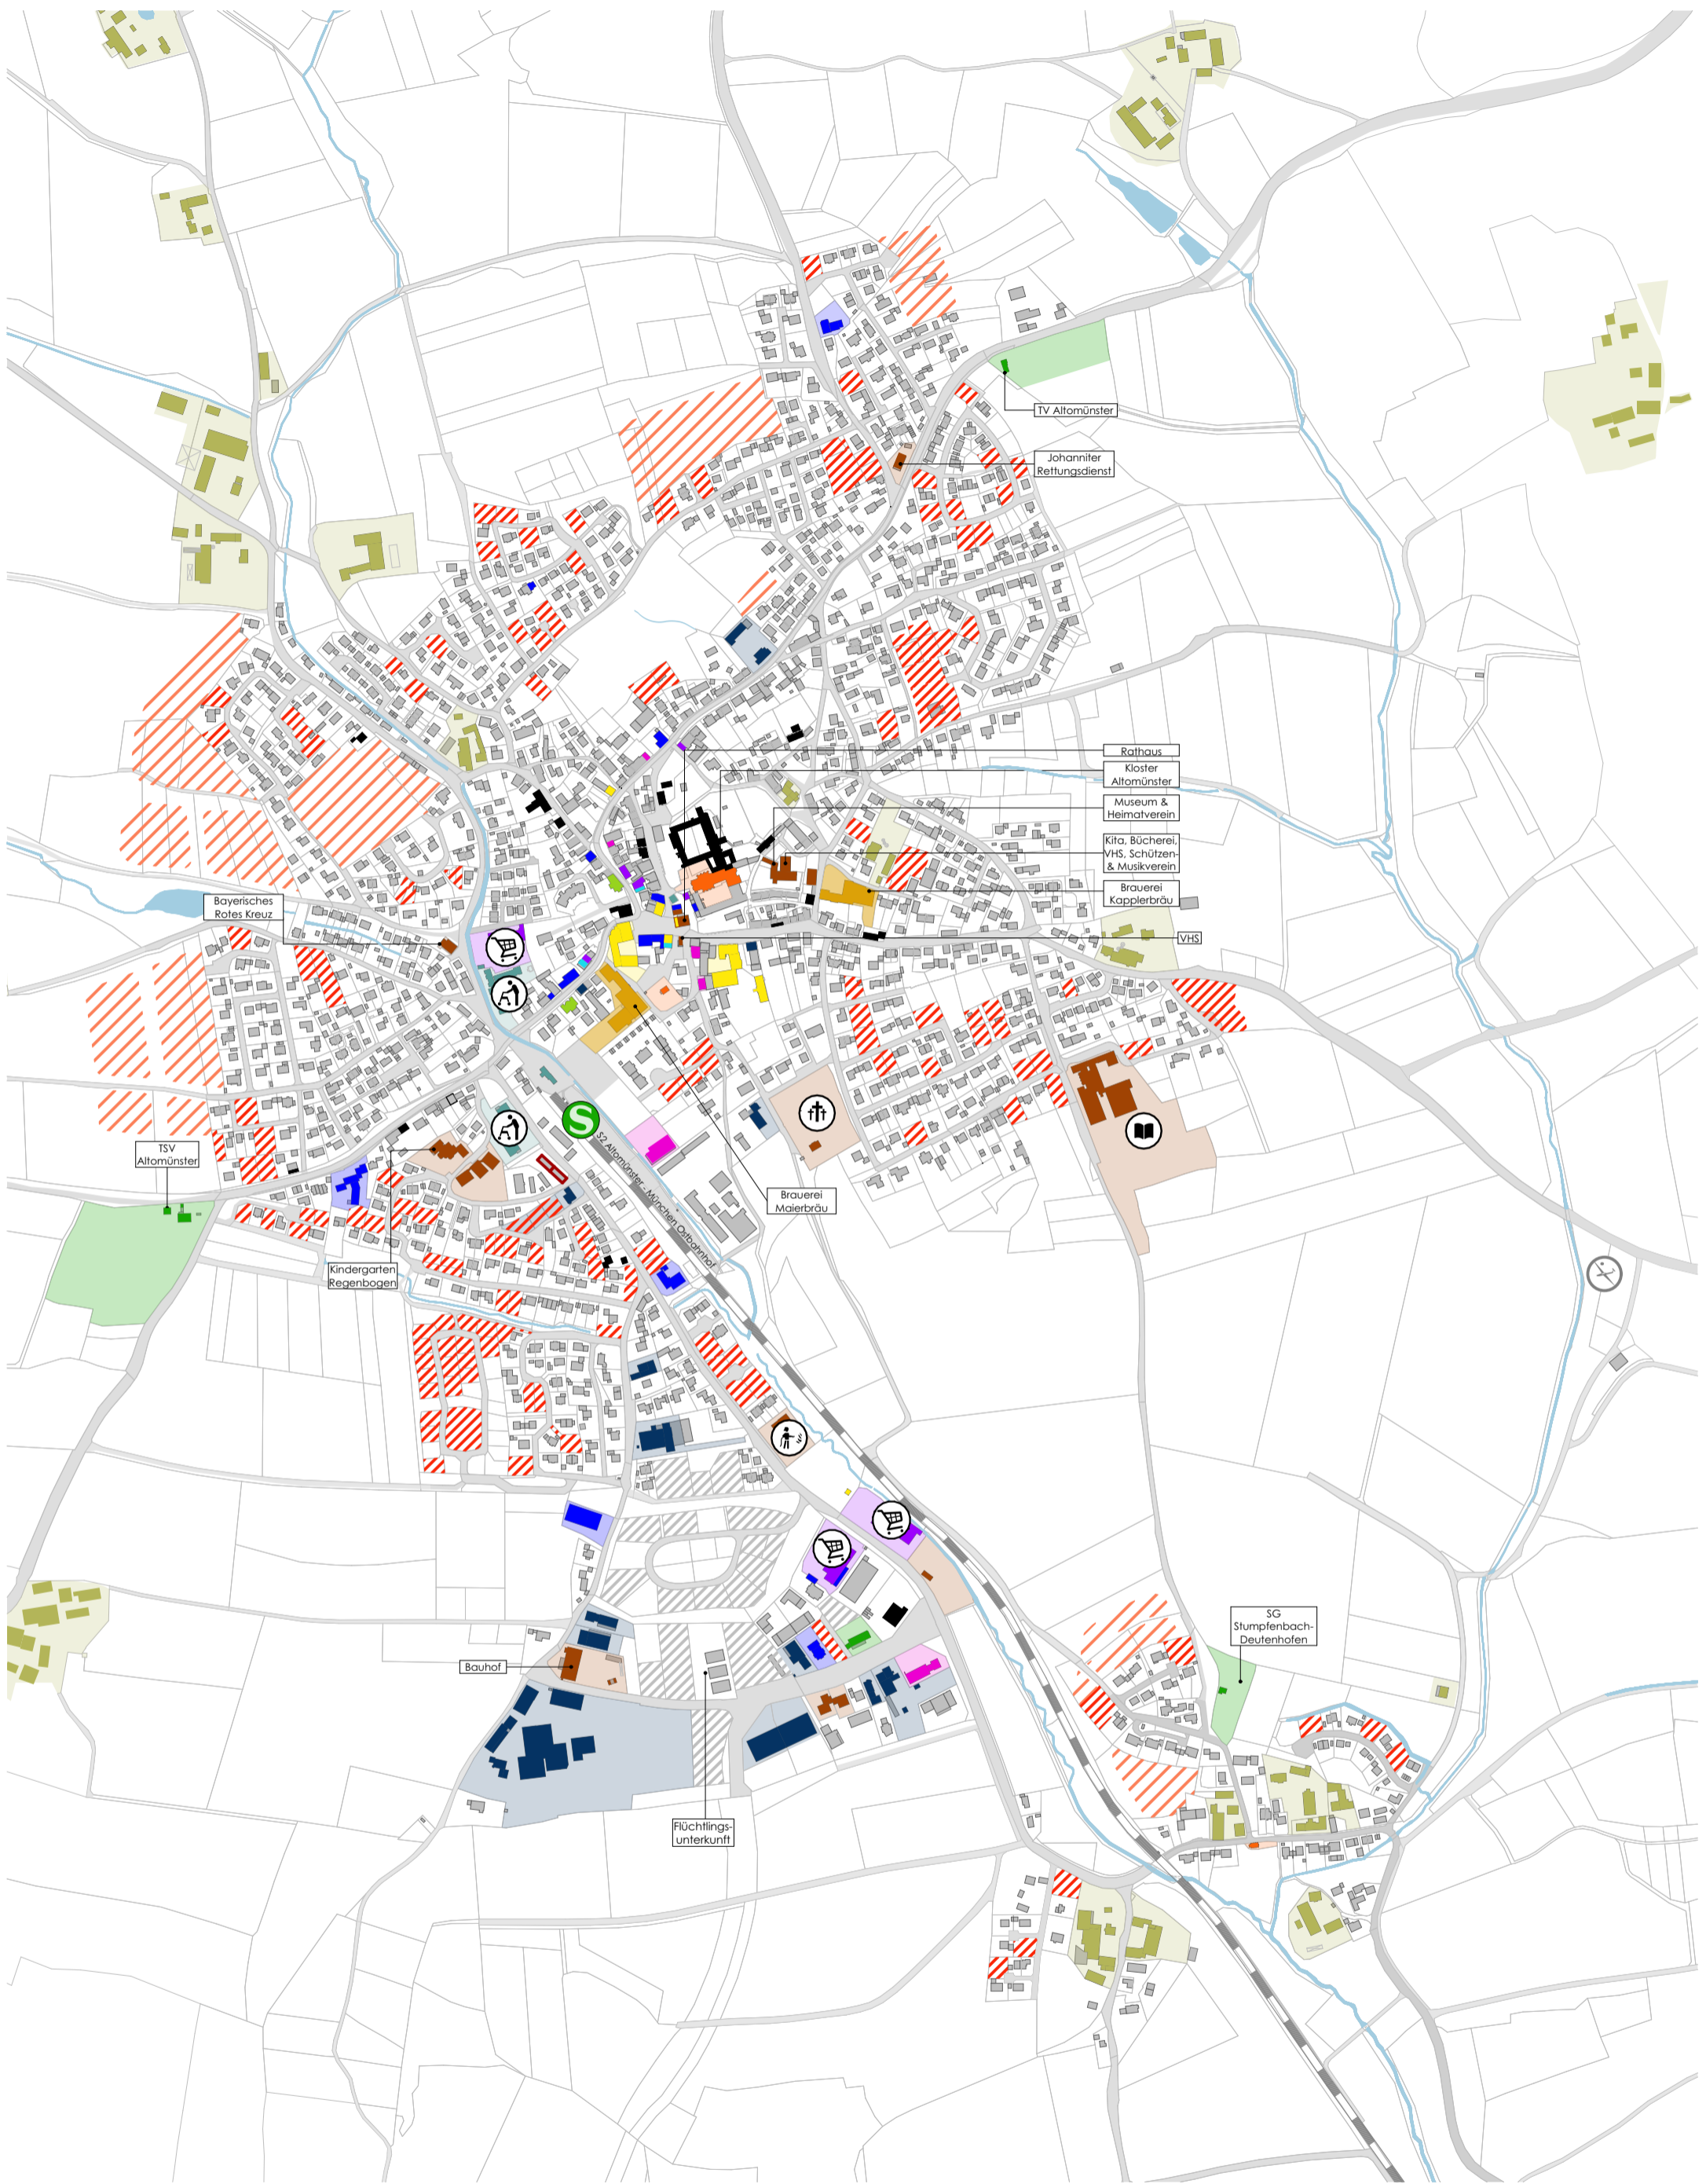 TV Altomünster
Johanniter
Rettungsdienst
Rathaus
Kloster
Altomünster
Museum &
Heimatverein
Kita, Bücherei,
VHS, Schützen-
& Musikverein
Brauerei
Kapplerbräu
Bayerisches
Rotes Kreuz
VHS
S
S2 Altomünster - München Ostbahnhof
TSV
Altomünster
Brauerei
Maierbräu
Kindergarten
Regenbogen
SG
Stumpfenbach-
Deutenhofen
Bauhof
Flüchtlings-
unterkunft